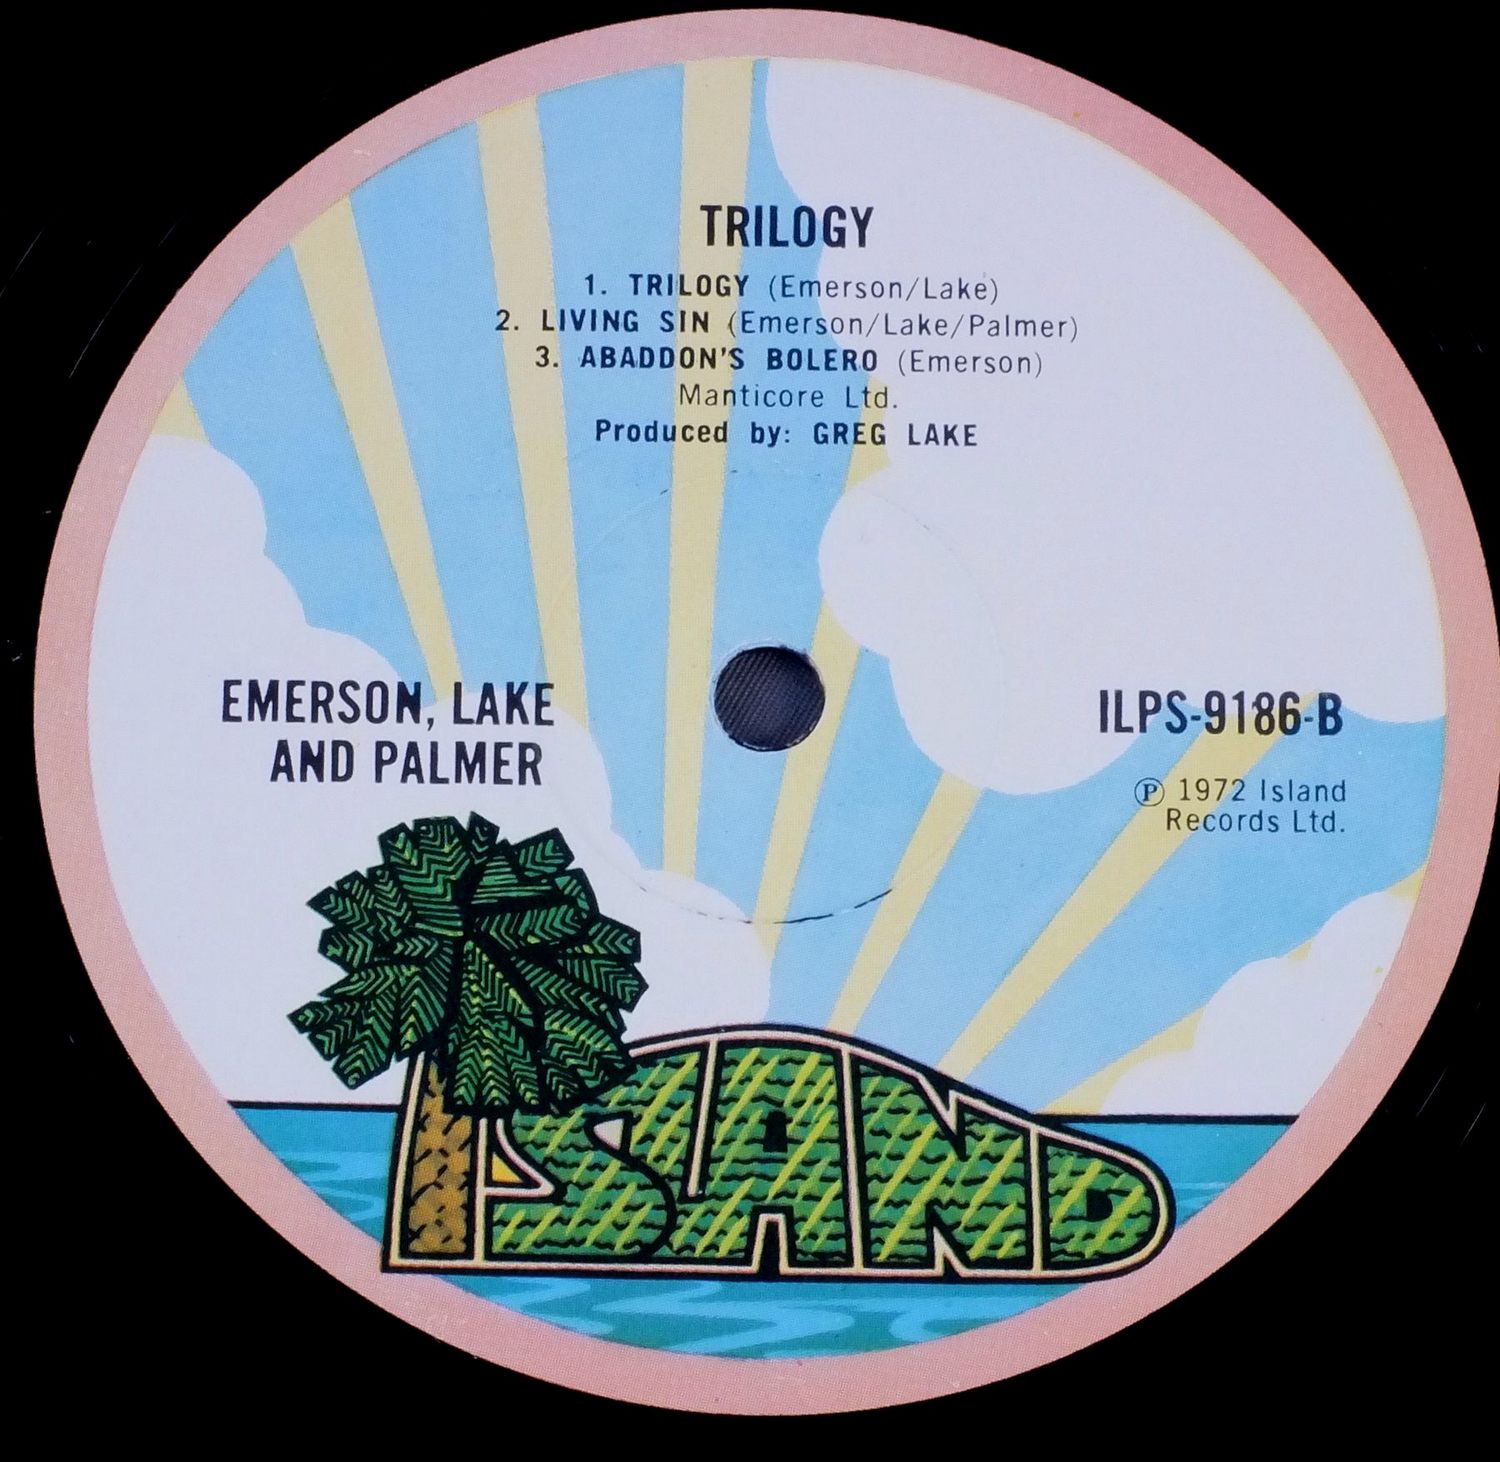 TRILOGY
1. TRILOGY (Emerson/Lake)
2. LIVING SIN (Emerson/Lake/Palmer)
3. ABADDON'S BOLERO (Emerson)
Manticore Ltd.
Produced by: GREG LAKE
EMERSON, LAKE
AND PALMER
ILPS-9186-B
Ⓟ 1972 Island
Records Ltd.
ISLAND